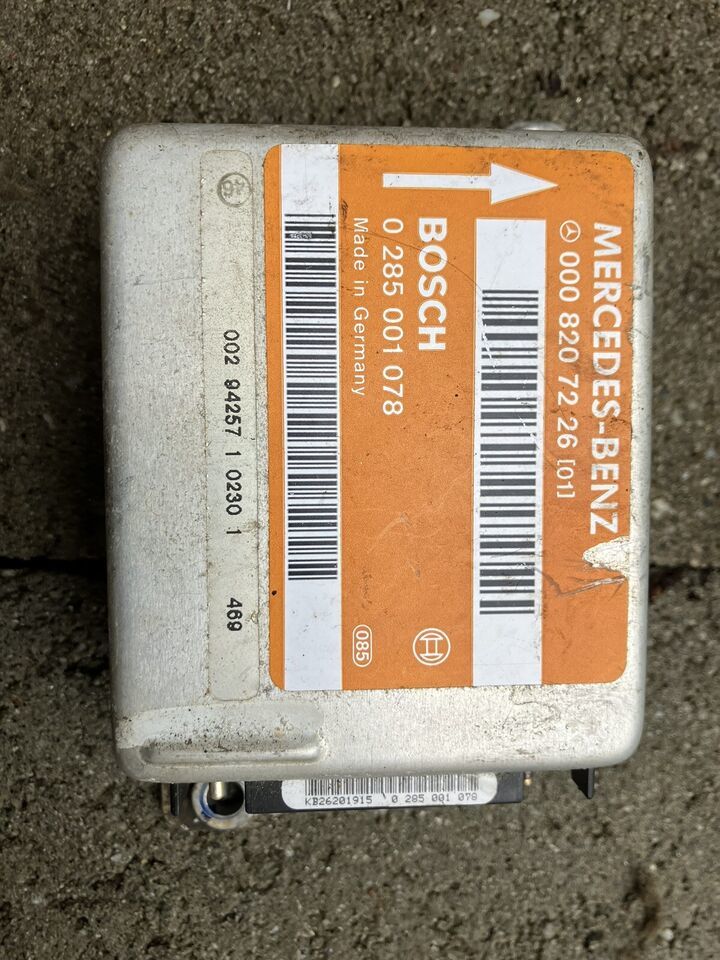 MERCEDES-BENZ
000 820 72 26 [01]
BOSCH
0 285 001 078
Made in Germany
085
002 94257 1 0230 1 469
KB26201915 0 285 001 078